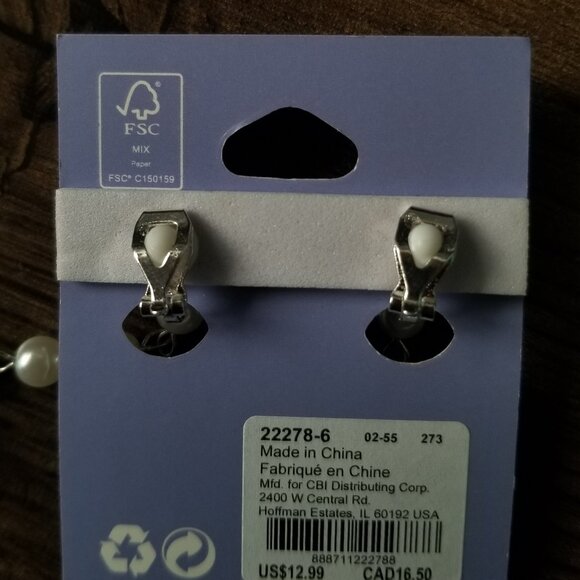 FSC
MIX
Paper
FSC® C150159
22278-6 02-55 273
Made in China
Fabriqué en Chine
Mfd. for CBI Distributing Corp.
2400 W Central Rd.
Hoffman Estates, IL 60192 USA
888711222788
US$12.99 CAD16.50